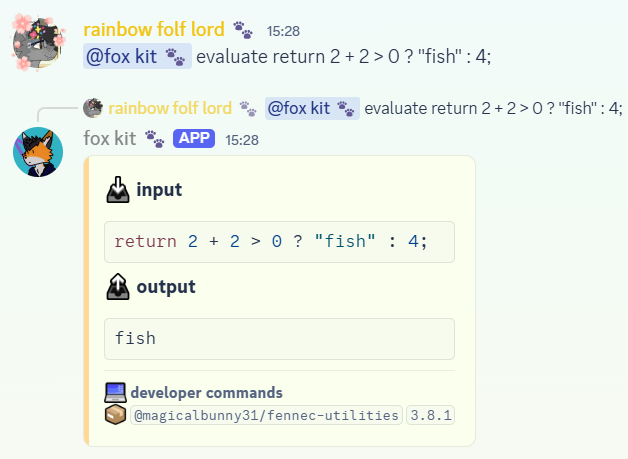 rainbow folf lord 15:28
@fox kit evaluate return 2 + 2 > 0 ? "fish" : 4;
rainbow folf lord @fox kit evaluate return 2 + 2 > 0 ? "fish" : 4;
fox kit APP 15:28
input
return 2 + 2 > 0 ? "fish" : 4;
output
fish
developer commands
@magicalbunny31/fennec-utilities 3.8.1